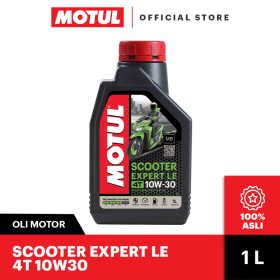 MOTUL
OFFICIAL STORE
MOTUL
MB
SCOOTER
EXPERT LE
4T 10W-30
100%
ASLI
OLI MOTOR
SCOOTER EXPERT LE
4T 10W30
1 L